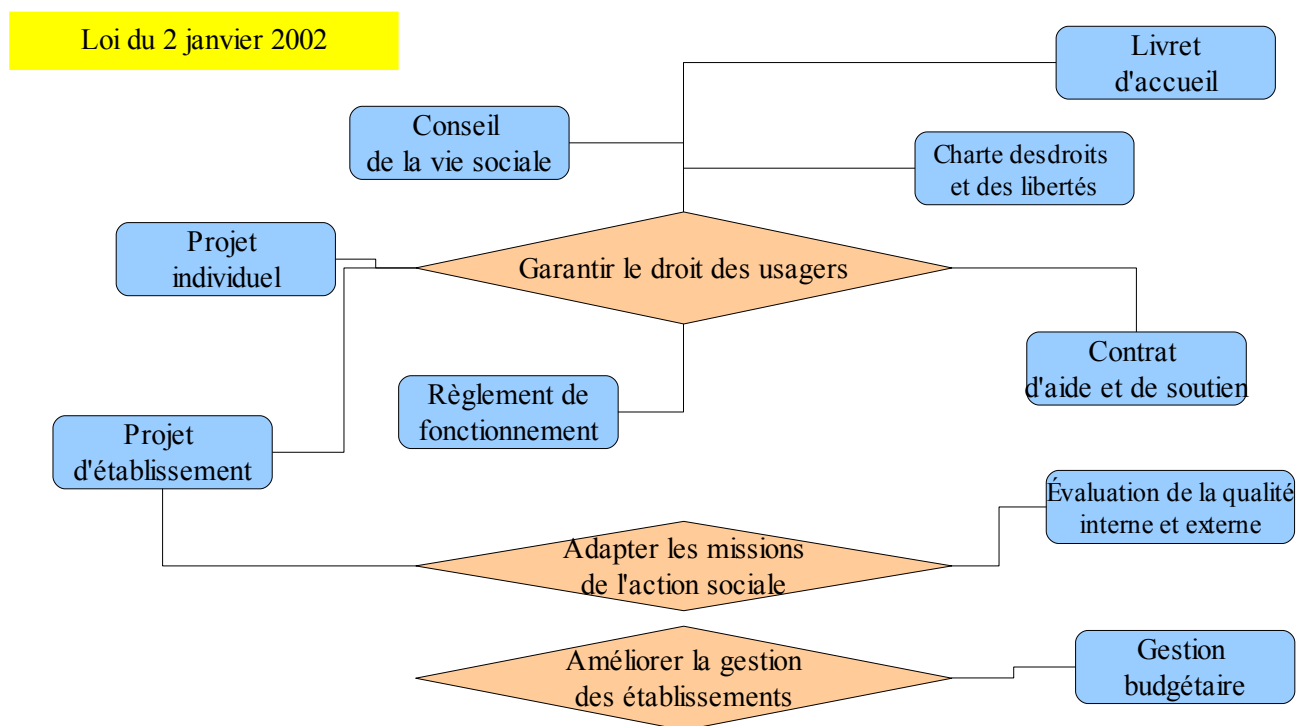 Loi du 2 janvier 2002
Livret
d'accueil
Conseil
de la vie sociale
Charte desdroits
et des libertés
Projet
individuel
Garantir le droit des usagers
Contrat
d'aide et de soutien
Règlement de
fonctionnement
Projet
d'établissement
Évaluation de la qualité
interne et externe
Adapter les missions
de l'action sociale
Améliorer la gestion
des établissements
Gestion
budgétaire